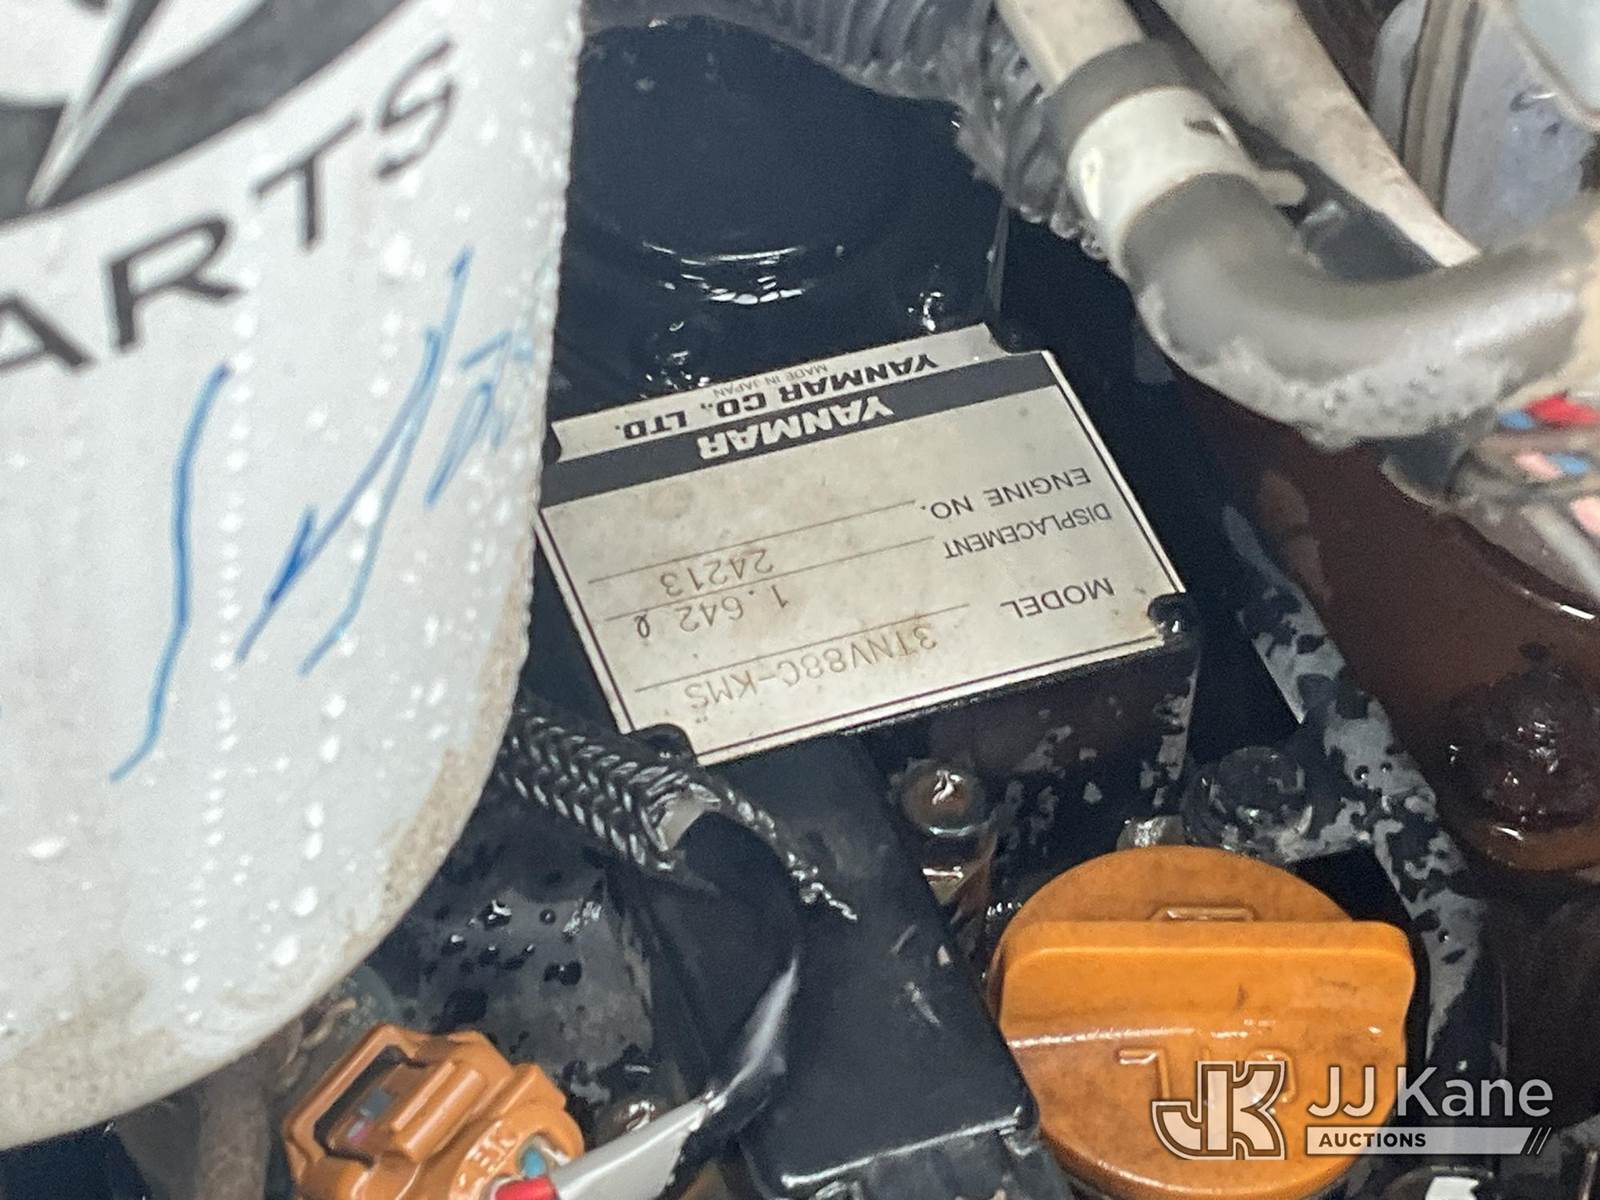 ARTS
MODEL 3TNV88C-KMS
DISPLACEMENT 1.642 ℓ
ENGINE NO. 24213
YANMAR
YANMAR CO., LTD.
YANMAR
MADE IN JAPAN
JJ Kane
AUCTIONS